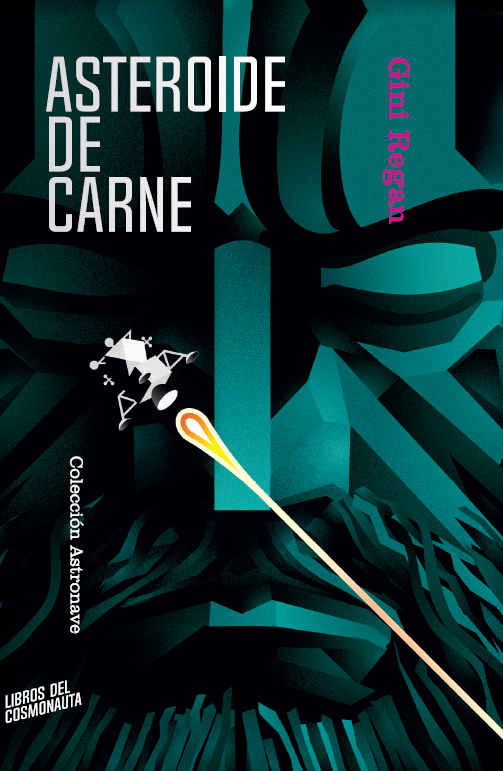 ASTEROIDE
DE
CARNE
Gini Regan
Colección Astronave
LIBROS DEL
COSMONAUTA